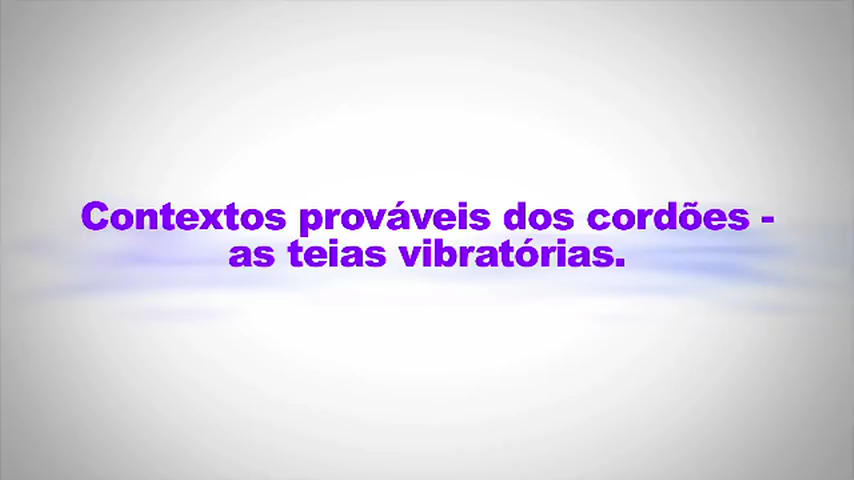 Contextos prováveis dos cordões -
as teias vibratórias.